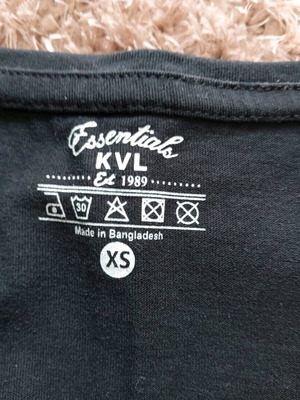 Essentials
KVL
Est 1989
30
Made in Bangladesh
XS